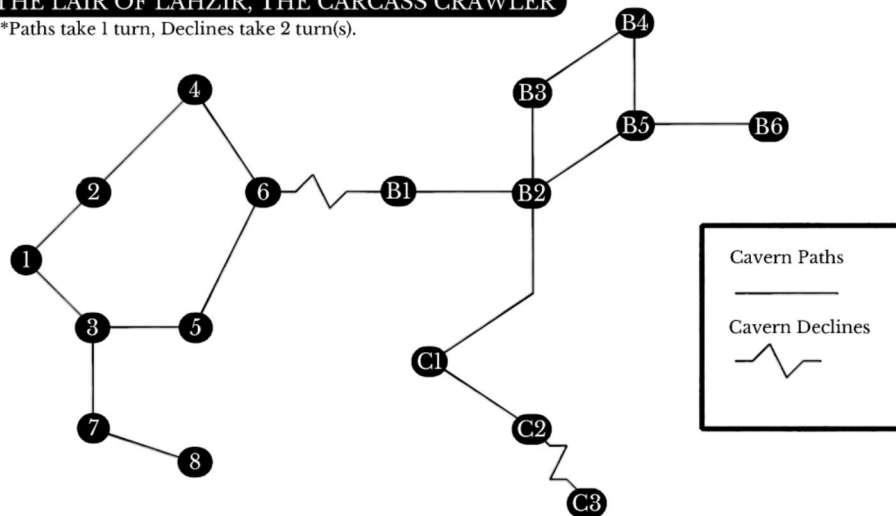 THE LAIR OF LAHZIR, THE CARCASS CRAWLER
*Paths take 1 turn, Declines take 2 turn(s).
B4
4
B3
B5
B6
2
6
B1
B2
1
Cavern Paths
3
5
Cavern Declines
C1
7
C2
8
C3